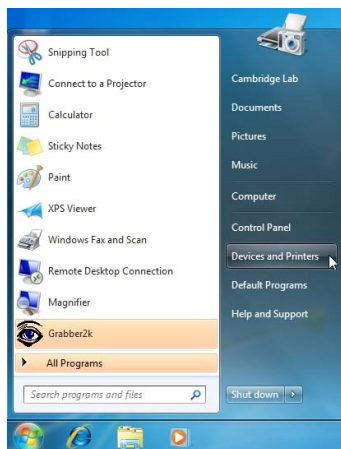 Snipping Tool
Connect to a Projector
Calculator
Sticky Notes
Paint
XPS Viewer
Windows Fax and Scan
Remote Desktop Connection
Magnifier
Grabber2k
All Programs
Search programs and files
Cambridge Lab
Documents
Pictures
Music
Computer
Control Panel
Devices and Printers
Default Programs
Help and Support
Shut down